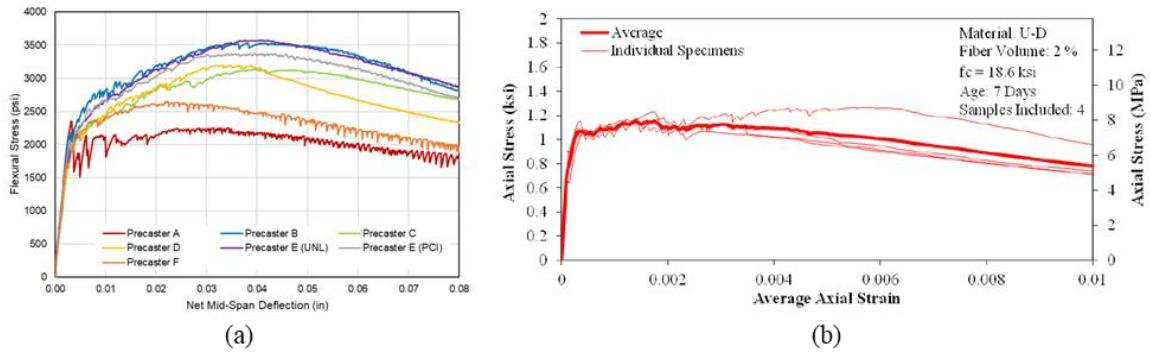 4000
3500
3000
2500
2000
1500
1000
500
0
Flexural Stress (psi)
Precaster A Precaster B Precaster C
Precaster D Precaster E (UNL) Precaster E (PCI)
Precaster F
0.00 0.01 0.02 0.03 0.04 0.05 0.06 0.07 0.08
Net Mid-Span Deflection (in)
(a)
2
1.8
1.6
1.4
1.2
1
0.8
0.6
0.4
0.2
0
Axial Stress (ksi)
Average
Individual Specimens
Material: U-D
Fiber Volume: 2 %
fc = 18.6 ksi
Age: 7 Days
Samples Included: 4
12
10
8
6
4
2
0
Axial Stress (MPa)
0 0.002 0.004 0.006 0.008 0.01
Average Axial Strain
(b)